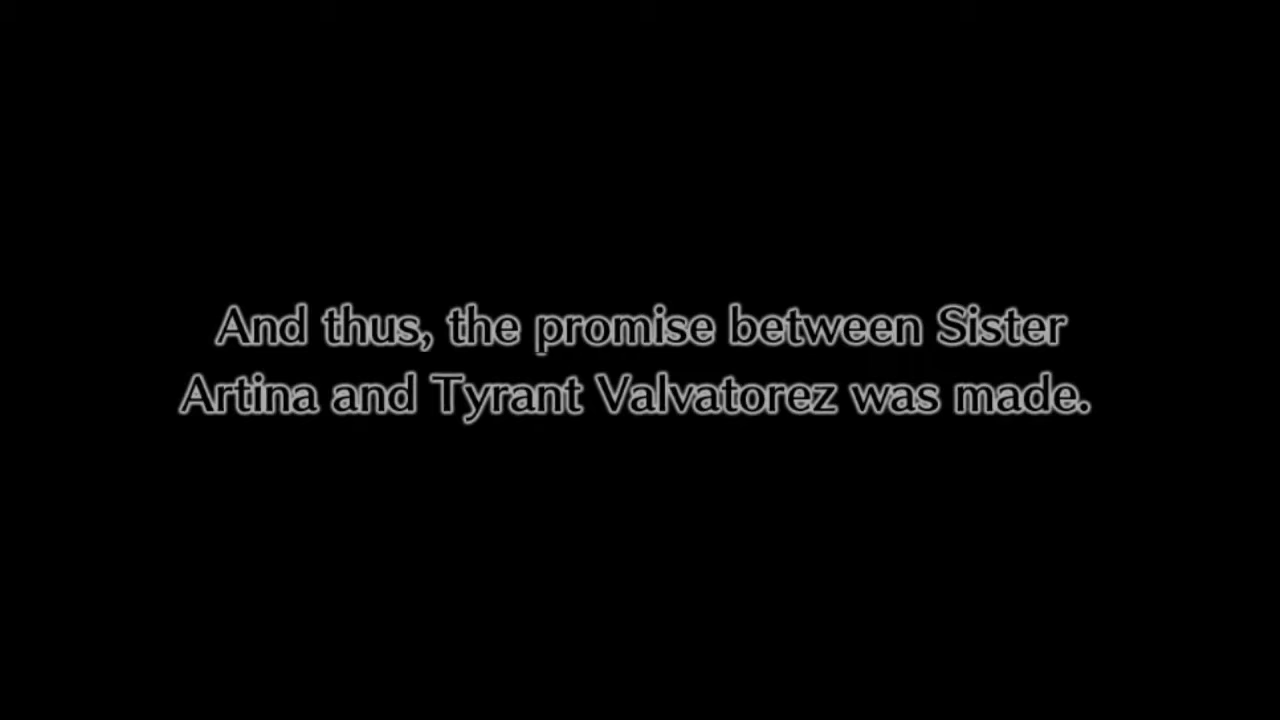 And thus, the promise between Sister
Artina and Tyrant Valvatorez was made.